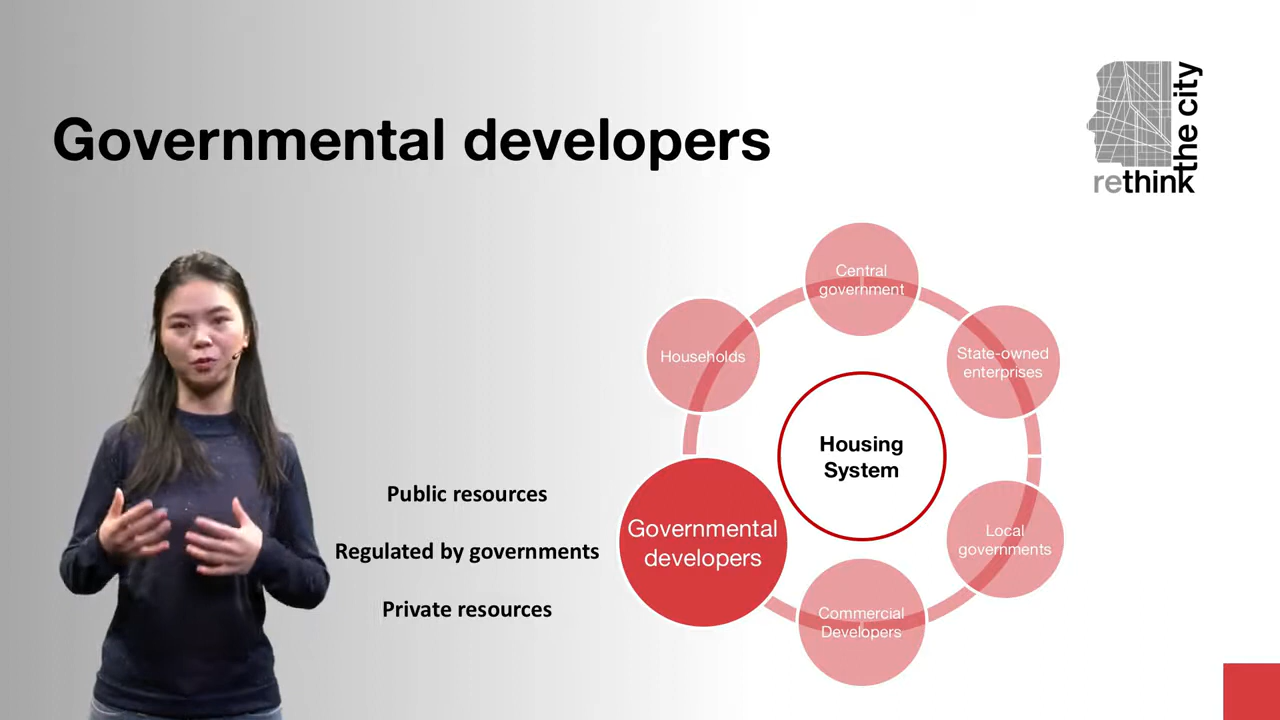 Governmental developers
rethink
the city
Central
government
Households
State-owned
enterprises
Housing
System
Public resources
Regulated by governments
Private resources
Governmental
developers
Local
governments
Commercial
Developers